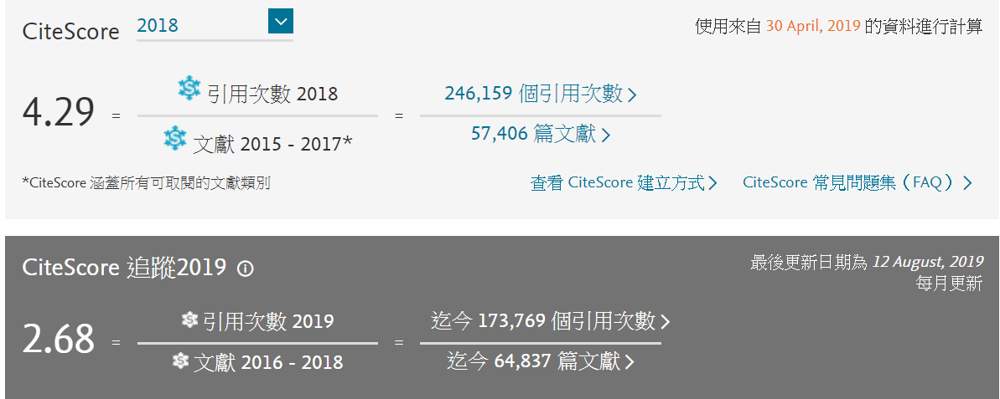 CiteScore 2018
使用來自 30 April, 2019 的資料進行計算
4.29 = 引用次數 2018 = 246,159 個引用次數
文獻 2015 - 2017* 57,406 篇文獻
*CiteScore 涵蓋所有可取閱的文獻類別
查看 CiteScore 建立方式
CiteScore 常見問題集（FAQ）
CiteScore 追蹤2019
最後更新日期為 12 August, 2019
每月更新
2.68 = 引用次數 2019 = 迄今 173,769 個引用次數
文獻 2016 - 2018 迄今 64,837 篇文獻